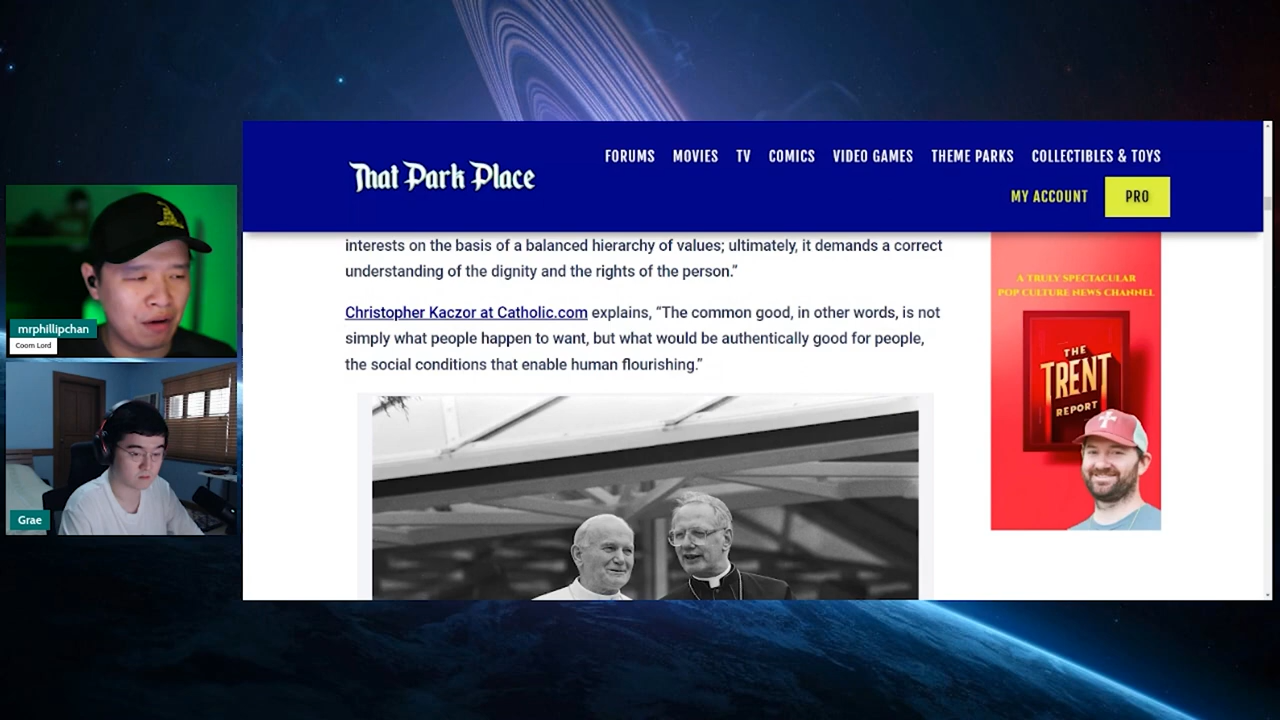 That Park Place
FORUMS MOVIES TV COMICS VIDEO GAMES THEME PARKS COLLECTIBLES & TOYS
MY ACCOUNT PRO
interests on the basis of a balanced hierarchy of values; ultimately, it demands a correct
understanding of the dignity and the rights of the person.”
Christopher Kaczor at Catholic.com explains, “The common good, in other words, is not
simply what people happen to want, but what would be authentically good for people,
the social conditions that enable human flourishing.”
A TRULY SPECTACULAR
POP CULTURE NEWS CHANNEL
THE
TRENT
REPORT
mrphillipchan
Coom Lord
Grae